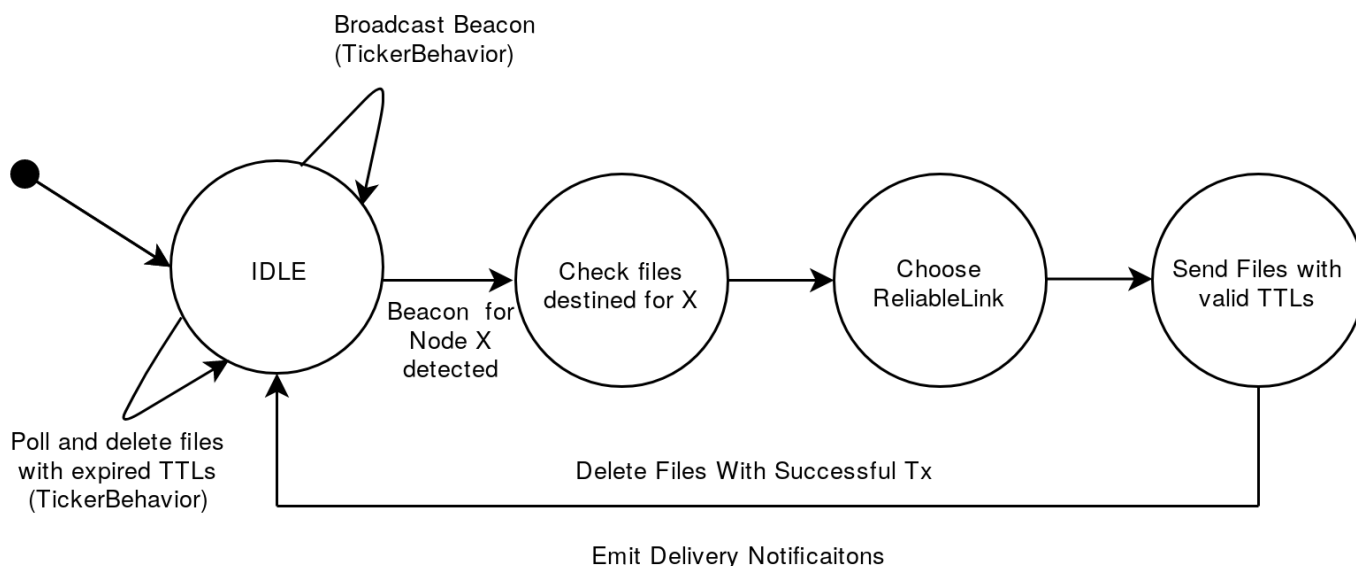 Broadcast Beacon
(TickerBehavior)
IDLE
Beacon for
Node X
detected
Check files
destined for X
Choose
ReliableLink
Send Files with
valid TTLs
Poll and delete files
with expired TTLs
(TickerBehavior)
Delete Files With Successful Tx
Emit Delivery Notificaitons